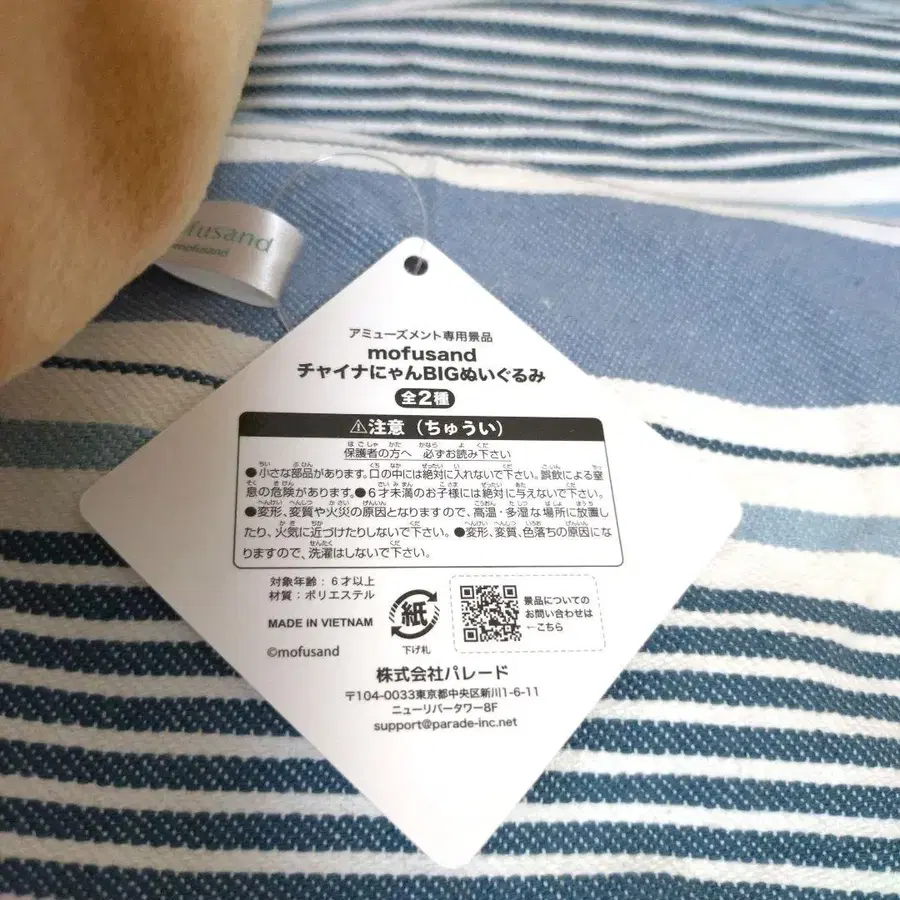 mofusand
mofusand
アミューズメント専用景品
mofusand
チャイナにゃんBIGぬいぐるみ
全2種
⚠注意(ちゅうい)
保護者の方へ 必ずお読み下さい
●小さな部品があります。口の中には絶対に入れないで下さい。誤飲による窒
息の危険があります。●6才未満のお子様には絶対に与えないで下さい。
●変形、変質や火災の原因となりますので、高温・多湿な場所に放置し
たり、火気に近づけたりしないで下さい。●変形、変質、色落ちの原因にな
りますので、洗濯はしないで下さい。
対象年齢:6才以上
材質:ポリエステル
MADE IN VIETNAM
©mofusand
紙
下げ札
景品についての
お問い合わせは
←こちら
株式会社パレード
〒104-0033東京都中央区新川1-6-11
ニューリバータワー8F
support@parade-inc.net